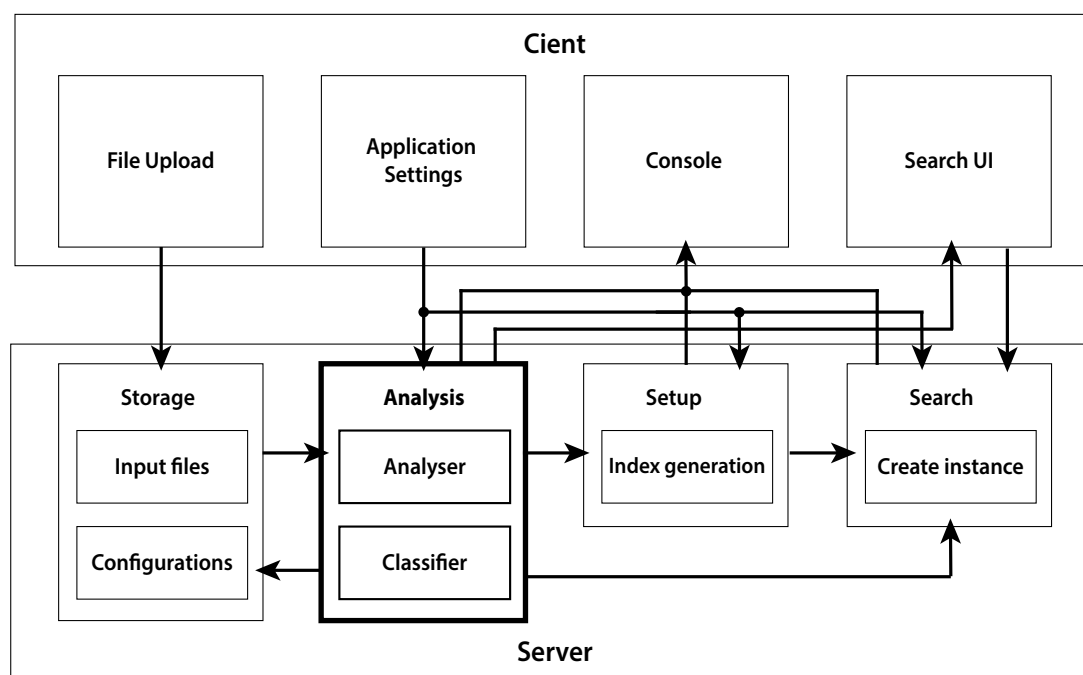 Cient
File Upload
Application
Settings
Console
Search UI
Storage
Input files
Configurations
Analysis
Analyser
Classifier
Setup
Index generation
Search
Create instance
Server